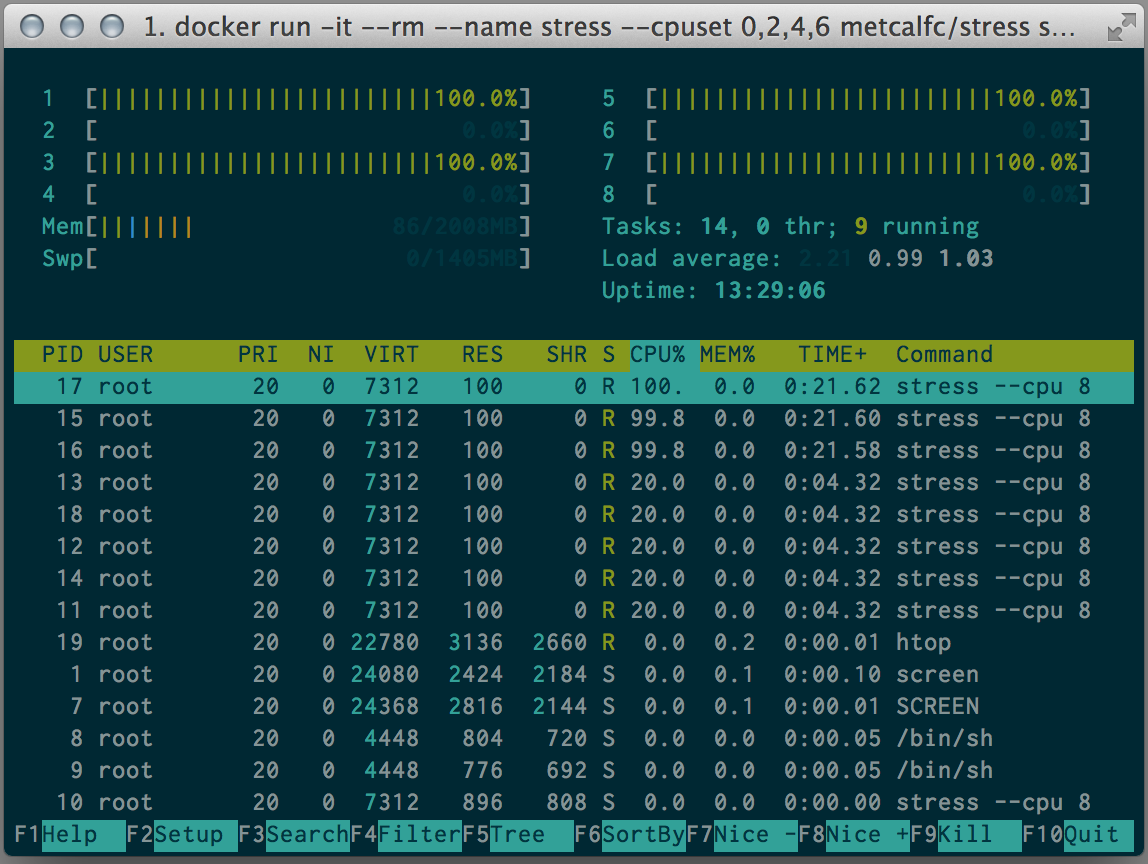 1. docker run -it --rm --name stress --cpuset 0,2,4,6 metcalfc/stress s...
1 [||||||||||||||||||||||||100.0%] 5 [||||||||||||||||||||||||100.0%]
2 [ 0.0%] 6 [ 0.0%]
3 [||||||||||||||||||||||||100.0%] 7 [||||||||||||||||||||||||100.0%]
4 [ 0.0%] 8 [ 0.0%]
Mem[||||||| 86/2008MB] Tasks: 14, 0 thr; 9 running
Swp[ 0/1405MB] Load average: 2.21 0.99 1.03
Uptime: 13:29:06
PID USER PRI NI VIRT RES SHR S CPU% MEM% TIME+ Command
17 root 20 0 7312 100 0 R 100. 0.0 0:21.62 stress --cpu 8
15 root 20 0 7312 100 0 R 99.8 0.0 0:21.60 stress --cpu 8
16 root 20 0 7312 100 0 R 99.8 0.0 0:21.58 stress --cpu 8
13 root 20 0 7312 100 0 R 20.0 0.0 0:04.32 stress --cpu 8
18 root 20 0 7312 100 0 R 20.0 0.0 0:04.32 stress --cpu 8
12 root 20 0 7312 100 0 R 20.0 0.0 0:04.32 stress --cpu 8
14 root 20 0 7312 100 0 R 20.0 0.0 0:04.32 stress --cpu 8
11 root 20 0 7312 100 0 R 20.0 0.0 0:04.32 stress --cpu 8
19 root 20 0 22780 3136 2660 R 0.0 0.2 0:00.01 htop
1 root 20 0 24080 2424 2184 S 0.0 0.1 0:00.10 screen
7 root 20 0 24368 2816 2144 S 0.0 0.1 0:00.01 SCREEN
8 root 20 0 4448 804 720 S 0.0 0.0 0:00.05 /bin/sh
9 root 20 0 4448 776 692 S 0.0 0.0 0:00.05 /bin/sh
10 root 20 0 7312 896 808 S 0.0 0.0 0:00.00 stress --cpu 8
F1Help F2Setup F3SearchF4FilterF5Tree F6SortByF7Nice -F8Nice +F9Kill F10Quit